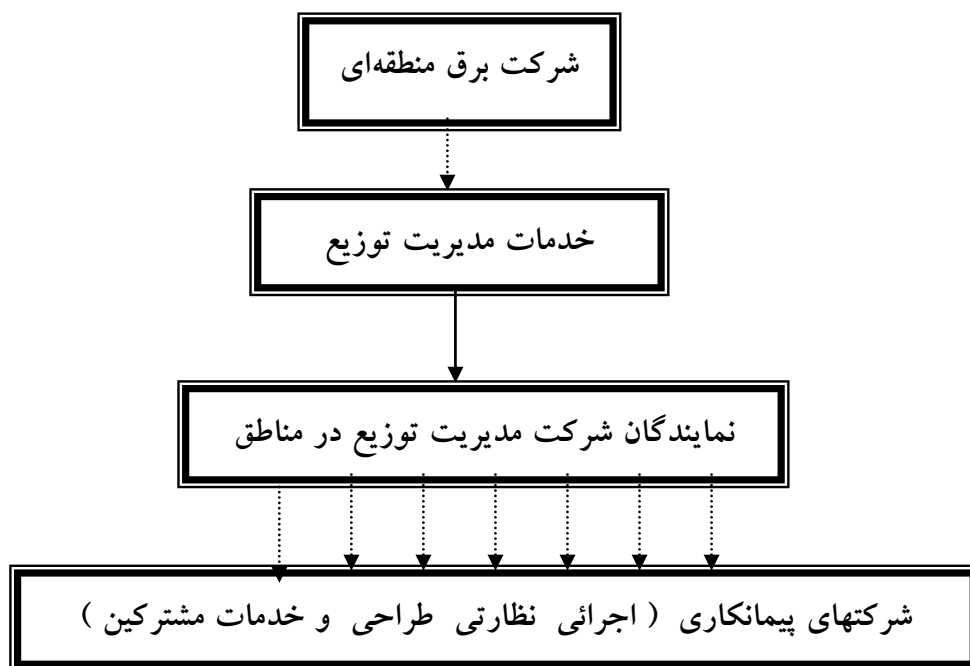 شرکت برق منطقه‌ای
خدمات مدیریت توزیع
نمایندگان شرکت مدیریت توزیع در مناطق
شرکتهای پیمانکاری ( اجرائی نظارتی طراحی و خدمات مشترکین )